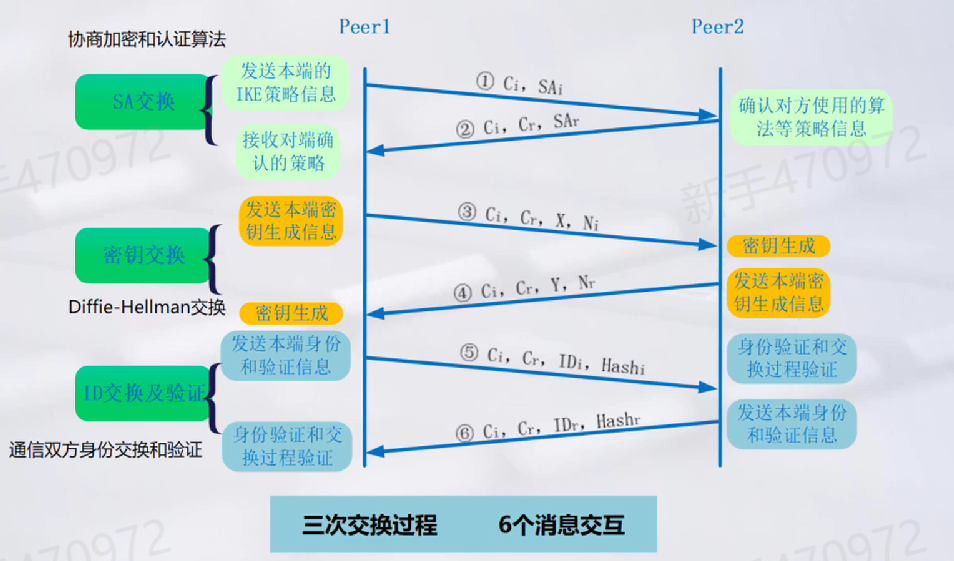 Peer1
Peer2
协商加密和认证算法
SA交换
发送本端的
IKE策略信息
① Ci, SAi
确认对方使用的算
法等策略信息
② Ci, Cr, SAr
接收对端确
认的策略
新手470972
新手470972
密钥交换
发送本端密
钥生成信息
③ Ci, Cr, X, Ni
密钥生成
Diffie-Hellman交换
④ Ci, Cr, Y, Nr
发送本端密
钥生成信息
密钥生成
ID交换及验证
发送本端身份
和验证信息
⑤ Ci, Cr, IDi, Hashi
身份验证和交
换过程验证
通信双方身份交换和验证
⑥ Ci, Cr, IDr, Hashr
发送本端身份
和验证信息
身份验证和交
换过程验证
三次交换过程 6个消息交互
新手470972
新手470972